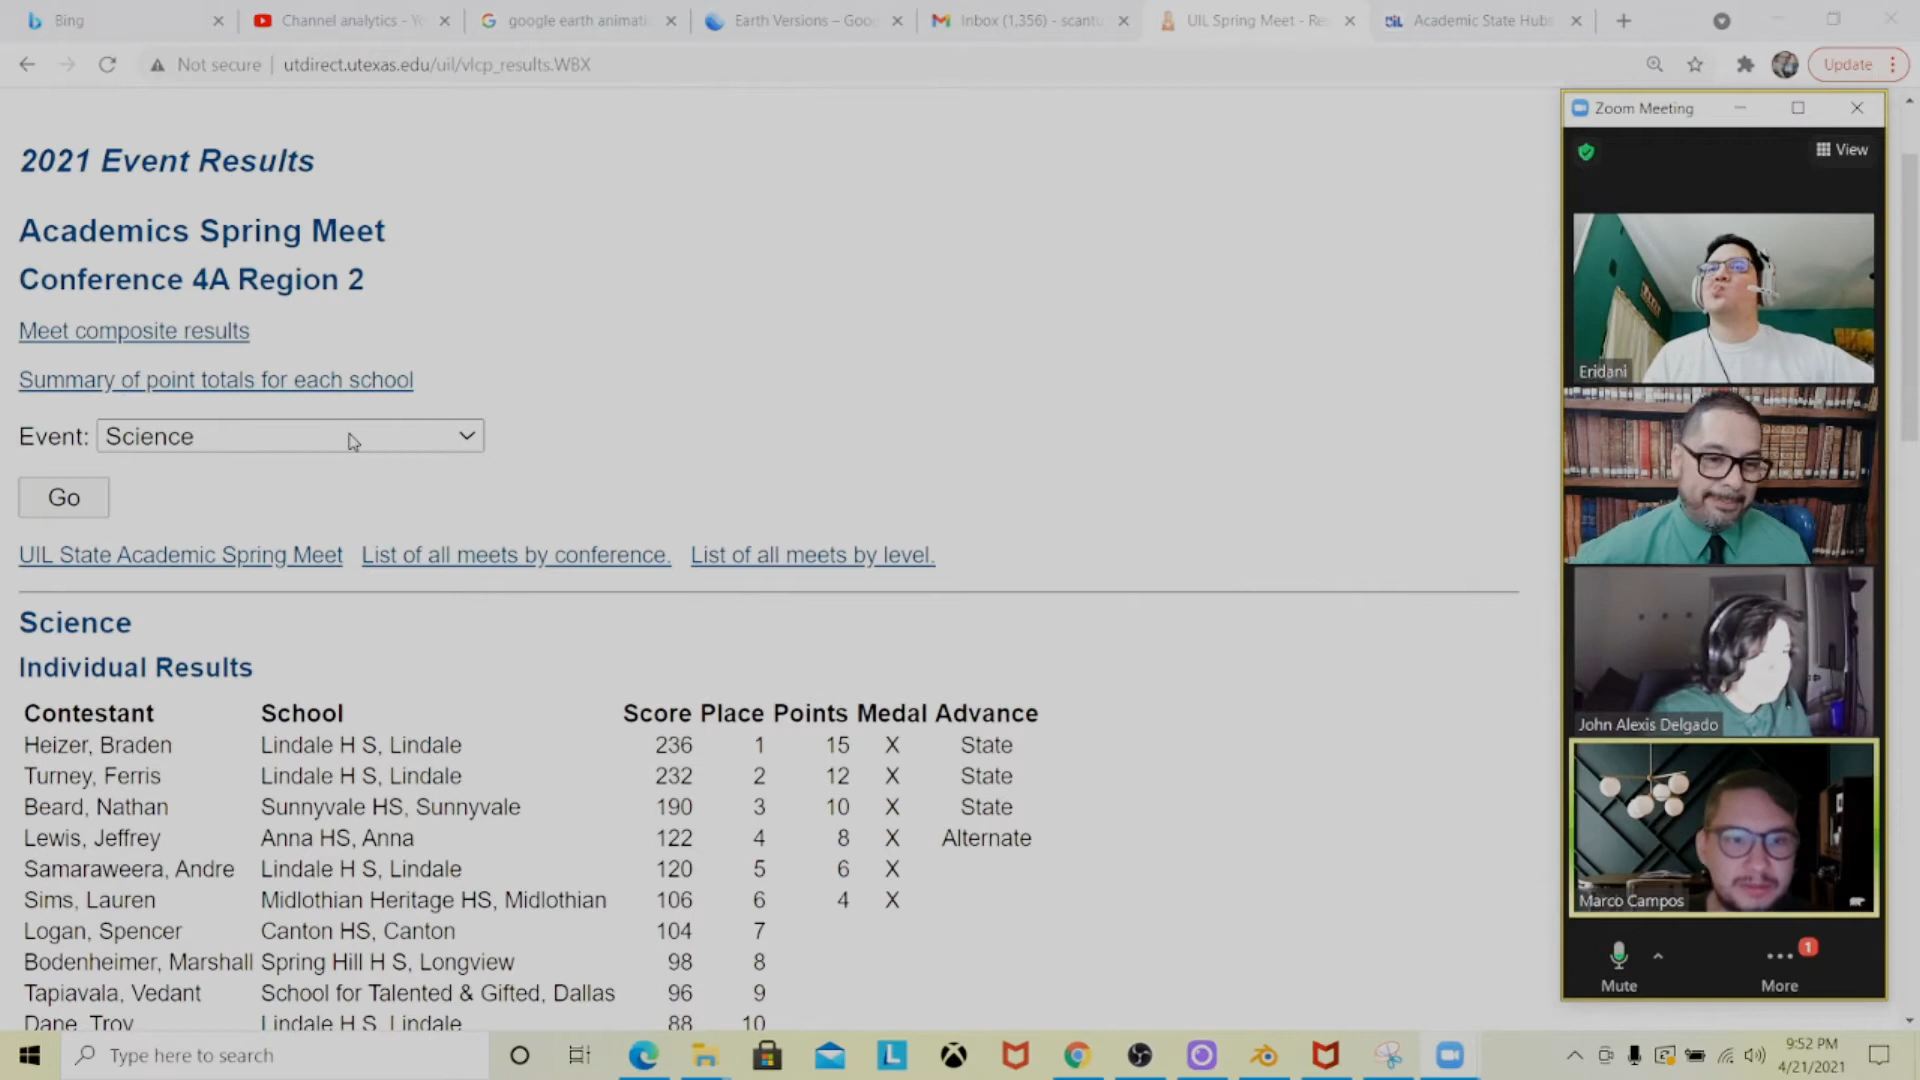 Bing
Channel analytics - Yo
google earth animati
Earth Versions – Goog
Inbox (1,356) - scantu
UIL Spring Meet - Res
UIL Academic State Hubs
Not secure utdirect.utexas.edu/uil/vlcp_results.WBX
Update
2021 Event Results
Academics Spring Meet
Conference 4A Region 2
Meet composite results
Summary of point totals for each school
Event: Science
Go
UIL State Academic Spring Meet List of all meets by conference. List of all meets by level.
Science
Individual Results
Contestant School Score Place Points Medal Advance
Heizer, Braden Lindale H S, Lindale 236 1 15 X State
Turney, Ferris Lindale H S, Lindale 232 2 12 X State
Beard, Nathan Sunnyvale HS, Sunnyvale 190 3 10 X State
Lewis, Jeffrey Anna HS, Anna 122 4 8 X Alternate
Samaraweera, Andre Lindale H S, Lindale 120 5 6 X
Sims, Lauren Midlothian Heritage HS, Midlothian 106 6 4 X
Logan, Spencer Canton HS, Canton 104 7
Bodenheimer, Marshall Spring Hill H S, Longview 98 8
Tapiavala, Vedant School for Talented & Gifted, Dallas 96 9
Dane, Troy Lindale H S, Lindale 88 10
Zoom Meeting
View
Eridani
John Alexis Delgado
Marco Campos
1
Mute
More
Type here to search
L
9:52 PM
4/21/2021